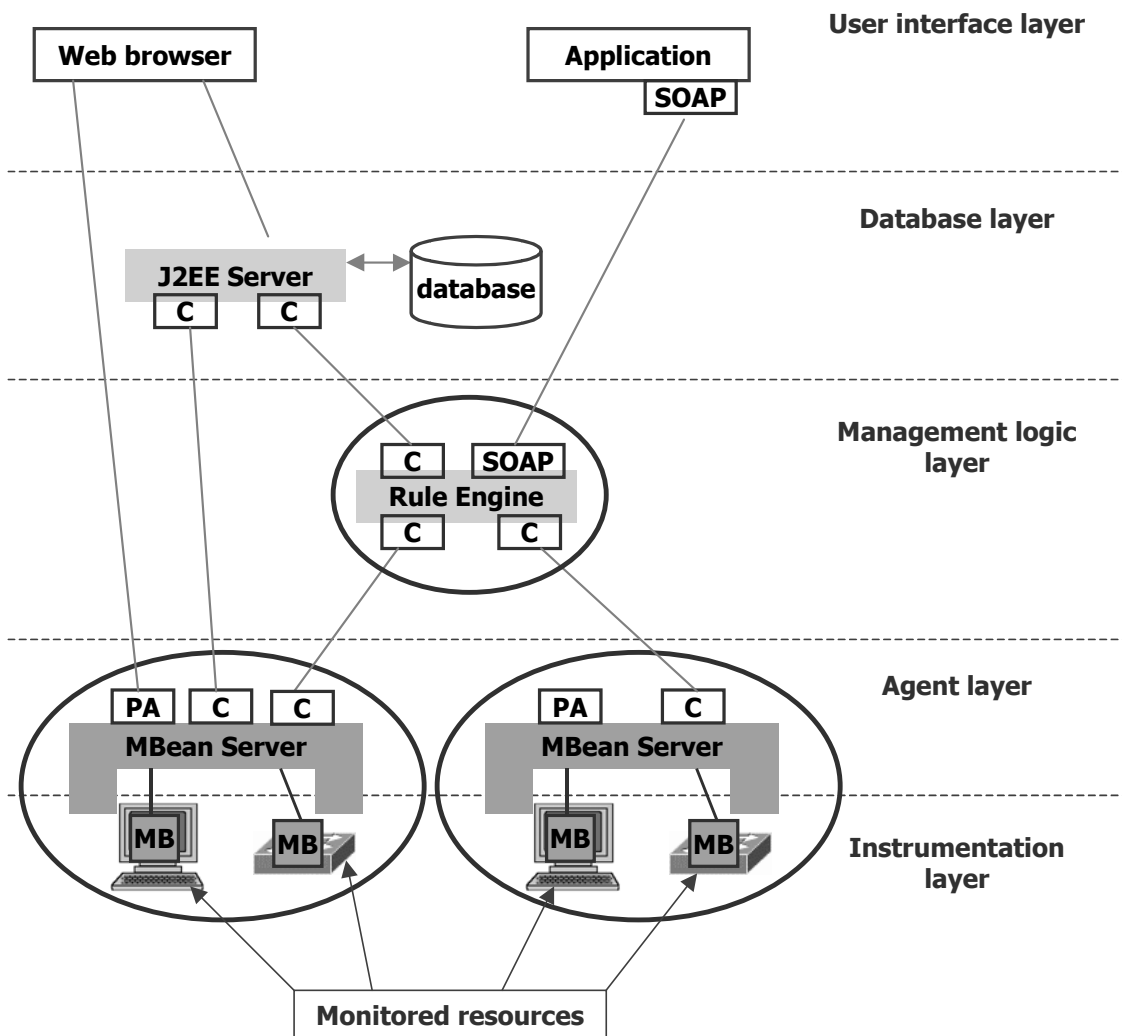 User interface layer
Web browser
Application
SOAP
Database layer
J2EE Server
database
C
C
Management logic
layer
C
SOAP
Rule Engine
C
C
Agent layer
PA
C
C
PA
C
MBean Server
MBean Server
MB
MB
MB
MB
Instrumentation
layer
Monitored resources